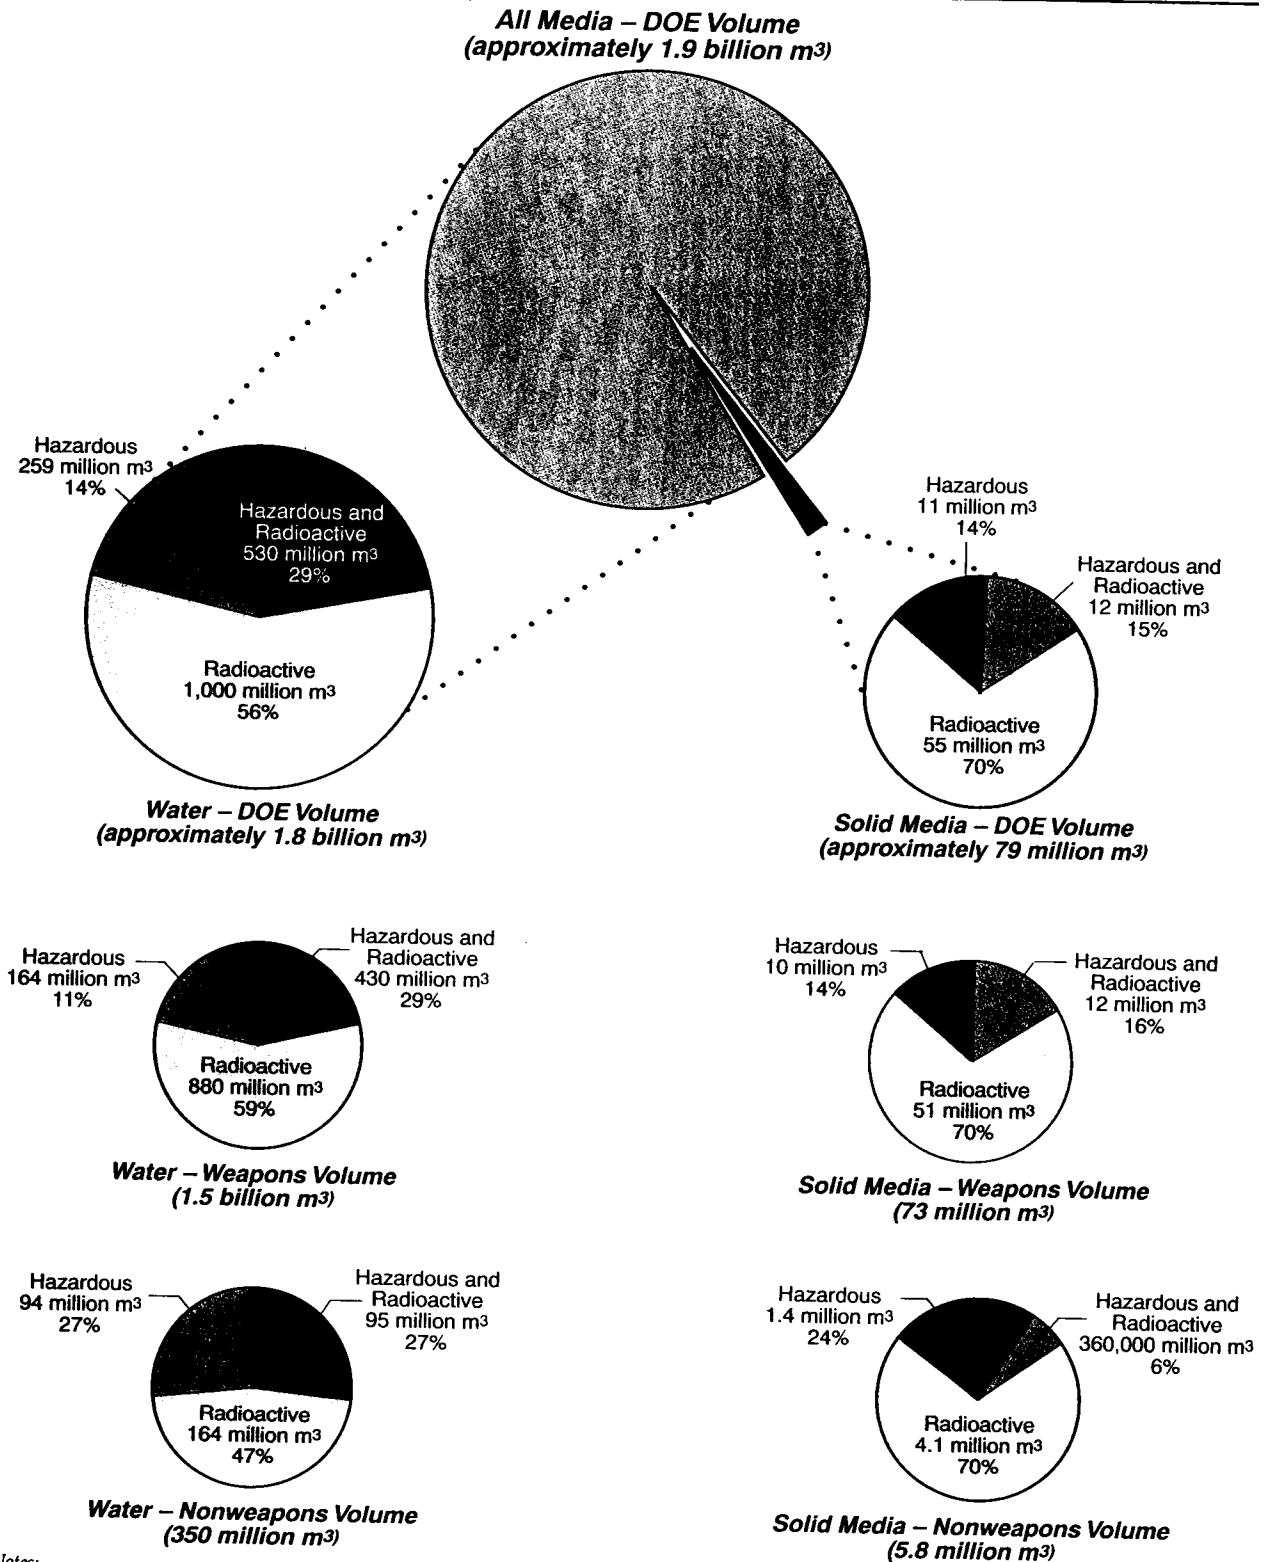 All Media – DOE Volume
(approximately 1.9 billion m³)
Hazardous
259 million m³
14%
Hazardous and
Radioactive
530 million m³
29%
Radioactive
1,000 million m³
56%
Water – DOE Volume
(approximately 1.8 billion m³)
Hazardous
11 million m³
14%
Hazardous and
Radioactive
12 million m³
15%
Radioactive
55 million m³
70%
Solid Media – DOE Volume
(approximately 79 million m³)
Hazardous
164 million m³
11%
Hazardous and
Radioactive
430 million m³
29%
Radioactive
880 million m³
59%
Water – Weapons Volume
(1.5 billion m³)
Hazardous
10 million m³
14%
Hazardous and
Radioactive
12 million m³
16%
Radioactive
51 million m³
70%
Solid Media – Weapons Volume
(73 million m³)
Hazardous
94 million m³
27%
Hazardous and
Radioactive
95 million m³
27%
Radioactive
164 million m³
47%
Water – Nonweapons Volume
(350 million m³)
Hazardous
1.4 million m³
24%
Hazardous and
Radioactive
360,000 million m³
6%
Radioactive
4.1 million m³
70%
Solid Media – Nonweapons Volume
(5.8 million m³)